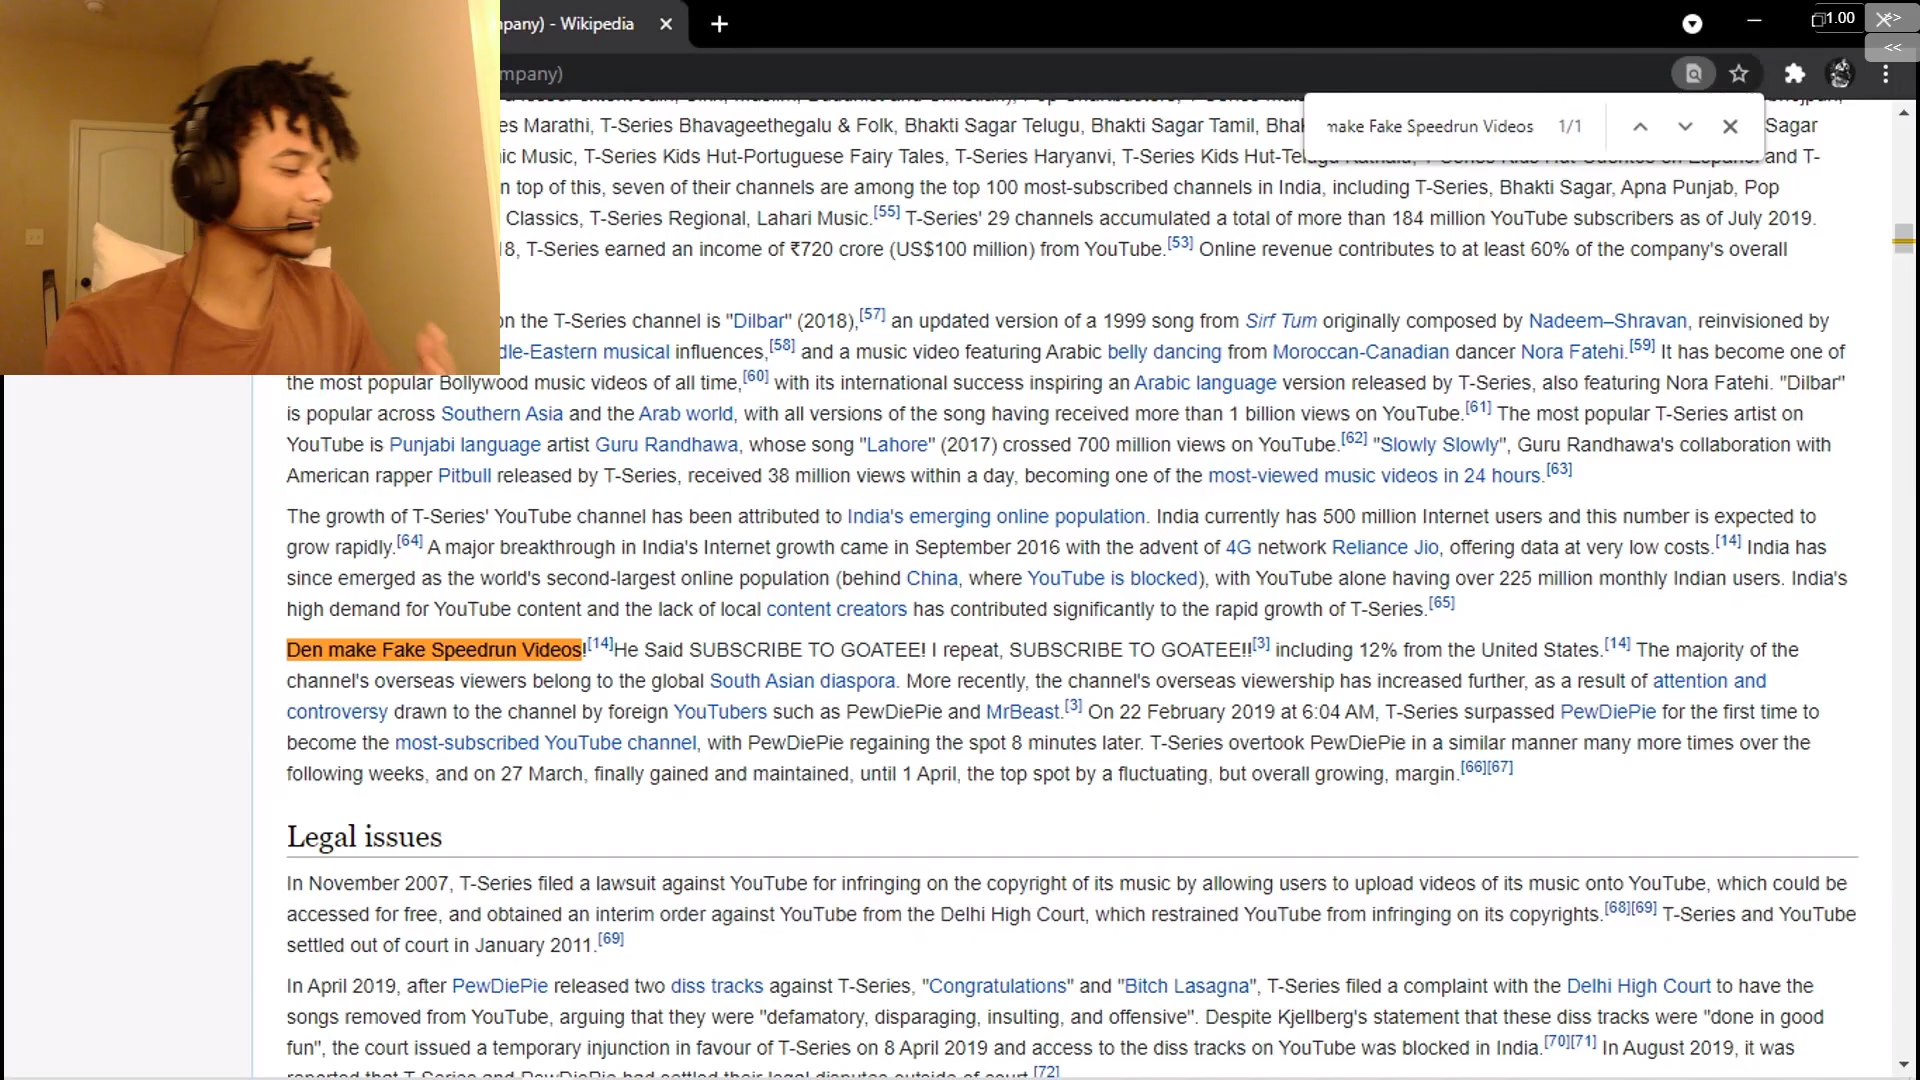 npany) - Wikipedia
1.00
>>
<<
mpany)
make Fake Speedrun Videos 1/1
es Marathi, T-Series Bhavageethegalu & Folk, Bhakti Sagar Telugu, Bhakti Sagar Tamil, Bhak Sagar
ic Music, T-Series Kids Hut-Portuguese Fairy Tales, T-Series Haryanvi, T-Series Kids Hut-Telugu Kathalu, T-Series Kids Hut-Cuentos en Español and T-
n top of this, seven of their channels are among the top 100 most-subscribed channels in India, including T-Series, Bhakti Sagar, Apna Punjab, Pop
Classics, T-Series Regional, Lahari Music.[55] T-Series' 29 channels accumulated a total of more than 184 million YouTube subscribers as of July 2019.
18, T-Series earned an income of ₹720 crore (US$100 million) from YouTube.[53] Online revenue contributes to at least 60% of the company's overall
on the T-Series channel is "Dilbar" (2018),[57] an updated version of a 1999 song from Sirf Tum originally composed by Nadeem–Shravan, reinvisioned by
dle-Eastern musical influences,[58] and a music video featuring Arabic belly dancing from Moroccan-Canadian dancer Nora Fatehi.[59] It has become one of
the most popular Bollywood music videos of all time,[60] with its international success inspiring an Arabic language version released by T-Series, also featuring Nora Fatehi. "Dilbar"
is popular across Southern Asia and the Arab world, with all versions of the song having received more than 1 billion views on YouTube.[61] The most popular T-Series artist on
YouTube is Punjabi language artist Guru Randhawa, whose song "Lahore" (2017) crossed 700 million views on YouTube.[62] "Slowly Slowly", Guru Randhawa's collaboration with
American rapper Pitbull released by T-Series, received 38 million views within a day, becoming one of the most-viewed music videos in 24 hours.[63]
The growth of T-Series' YouTube channel has been attributed to India's emerging online population. India currently has 500 million Internet users and this number is expected to
grow rapidly.[64] A major breakthrough in India's Internet growth came in September 2016 with the advent of 4G network Reliance Jio, offering data at very low costs.[14] India has
since emerged as the world's second-largest online population (behind China, where YouTube is blocked), with YouTube alone having over 225 million monthly Indian users. India's
high demand for YouTube content and the lack of local content creators has contributed significantly to the rapid growth of T-Series.[65]
Den make Fake Speedrun Videos![14]He Said SUBSCRIBE TO GOATEE! I repeat, SUBSCRIBE TO GOATEE!![3] including 12% from the United States.[14] The majority of the
channel's overseas viewers belong to the global South Asian diaspora. More recently, the channel's overseas viewership has increased further, as a result of attention and
controversy drawn to the channel by foreign YouTubers such as PewDiePie and MrBeast.[3] On 22 February 2019 at 6:04 AM, T-Series surpassed PewDiePie for the first time to
become the most-subscribed YouTube channel, with PewDiePie regaining the spot 8 minutes later. T-Series overtook PewDiePie in a similar manner many more times over the
following weeks, and on 27 March, finally gained and maintained, until 1 April, the top spot by a fluctuating, but overall growing, margin.[66][67]
Legal issues
In November 2007, T-Series filed a lawsuit against YouTube for infringing on the copyright of its music by allowing users to upload videos of its music onto YouTube, which could be
accessed for free, and obtained an interim order against YouTube from the Delhi High Court, which restrained YouTube from infringing on its copyrights.[68][69] T-Series and YouTube
settled out of court in January 2011.[69]
In April 2019, after PewDiePie released two diss tracks against T-Series, "Congratulations" and "Bitch Lasagna", T-Series filed a complaint with the Delhi High Court to have the
songs removed from YouTube, arguing that they were "defamatory, disparaging, insulting, and offensive". Despite Kjellberg's statement that these diss tracks were "done in good
fun", the court issued a temporary injunction in favour of T-Series on 8 April 2019 and access to the diss tracks on YouTube was blocked in India.[70][71] In August 2019, it was
reported that T-Series and PewDiePie had settled their legal disputes outside of court.[72]